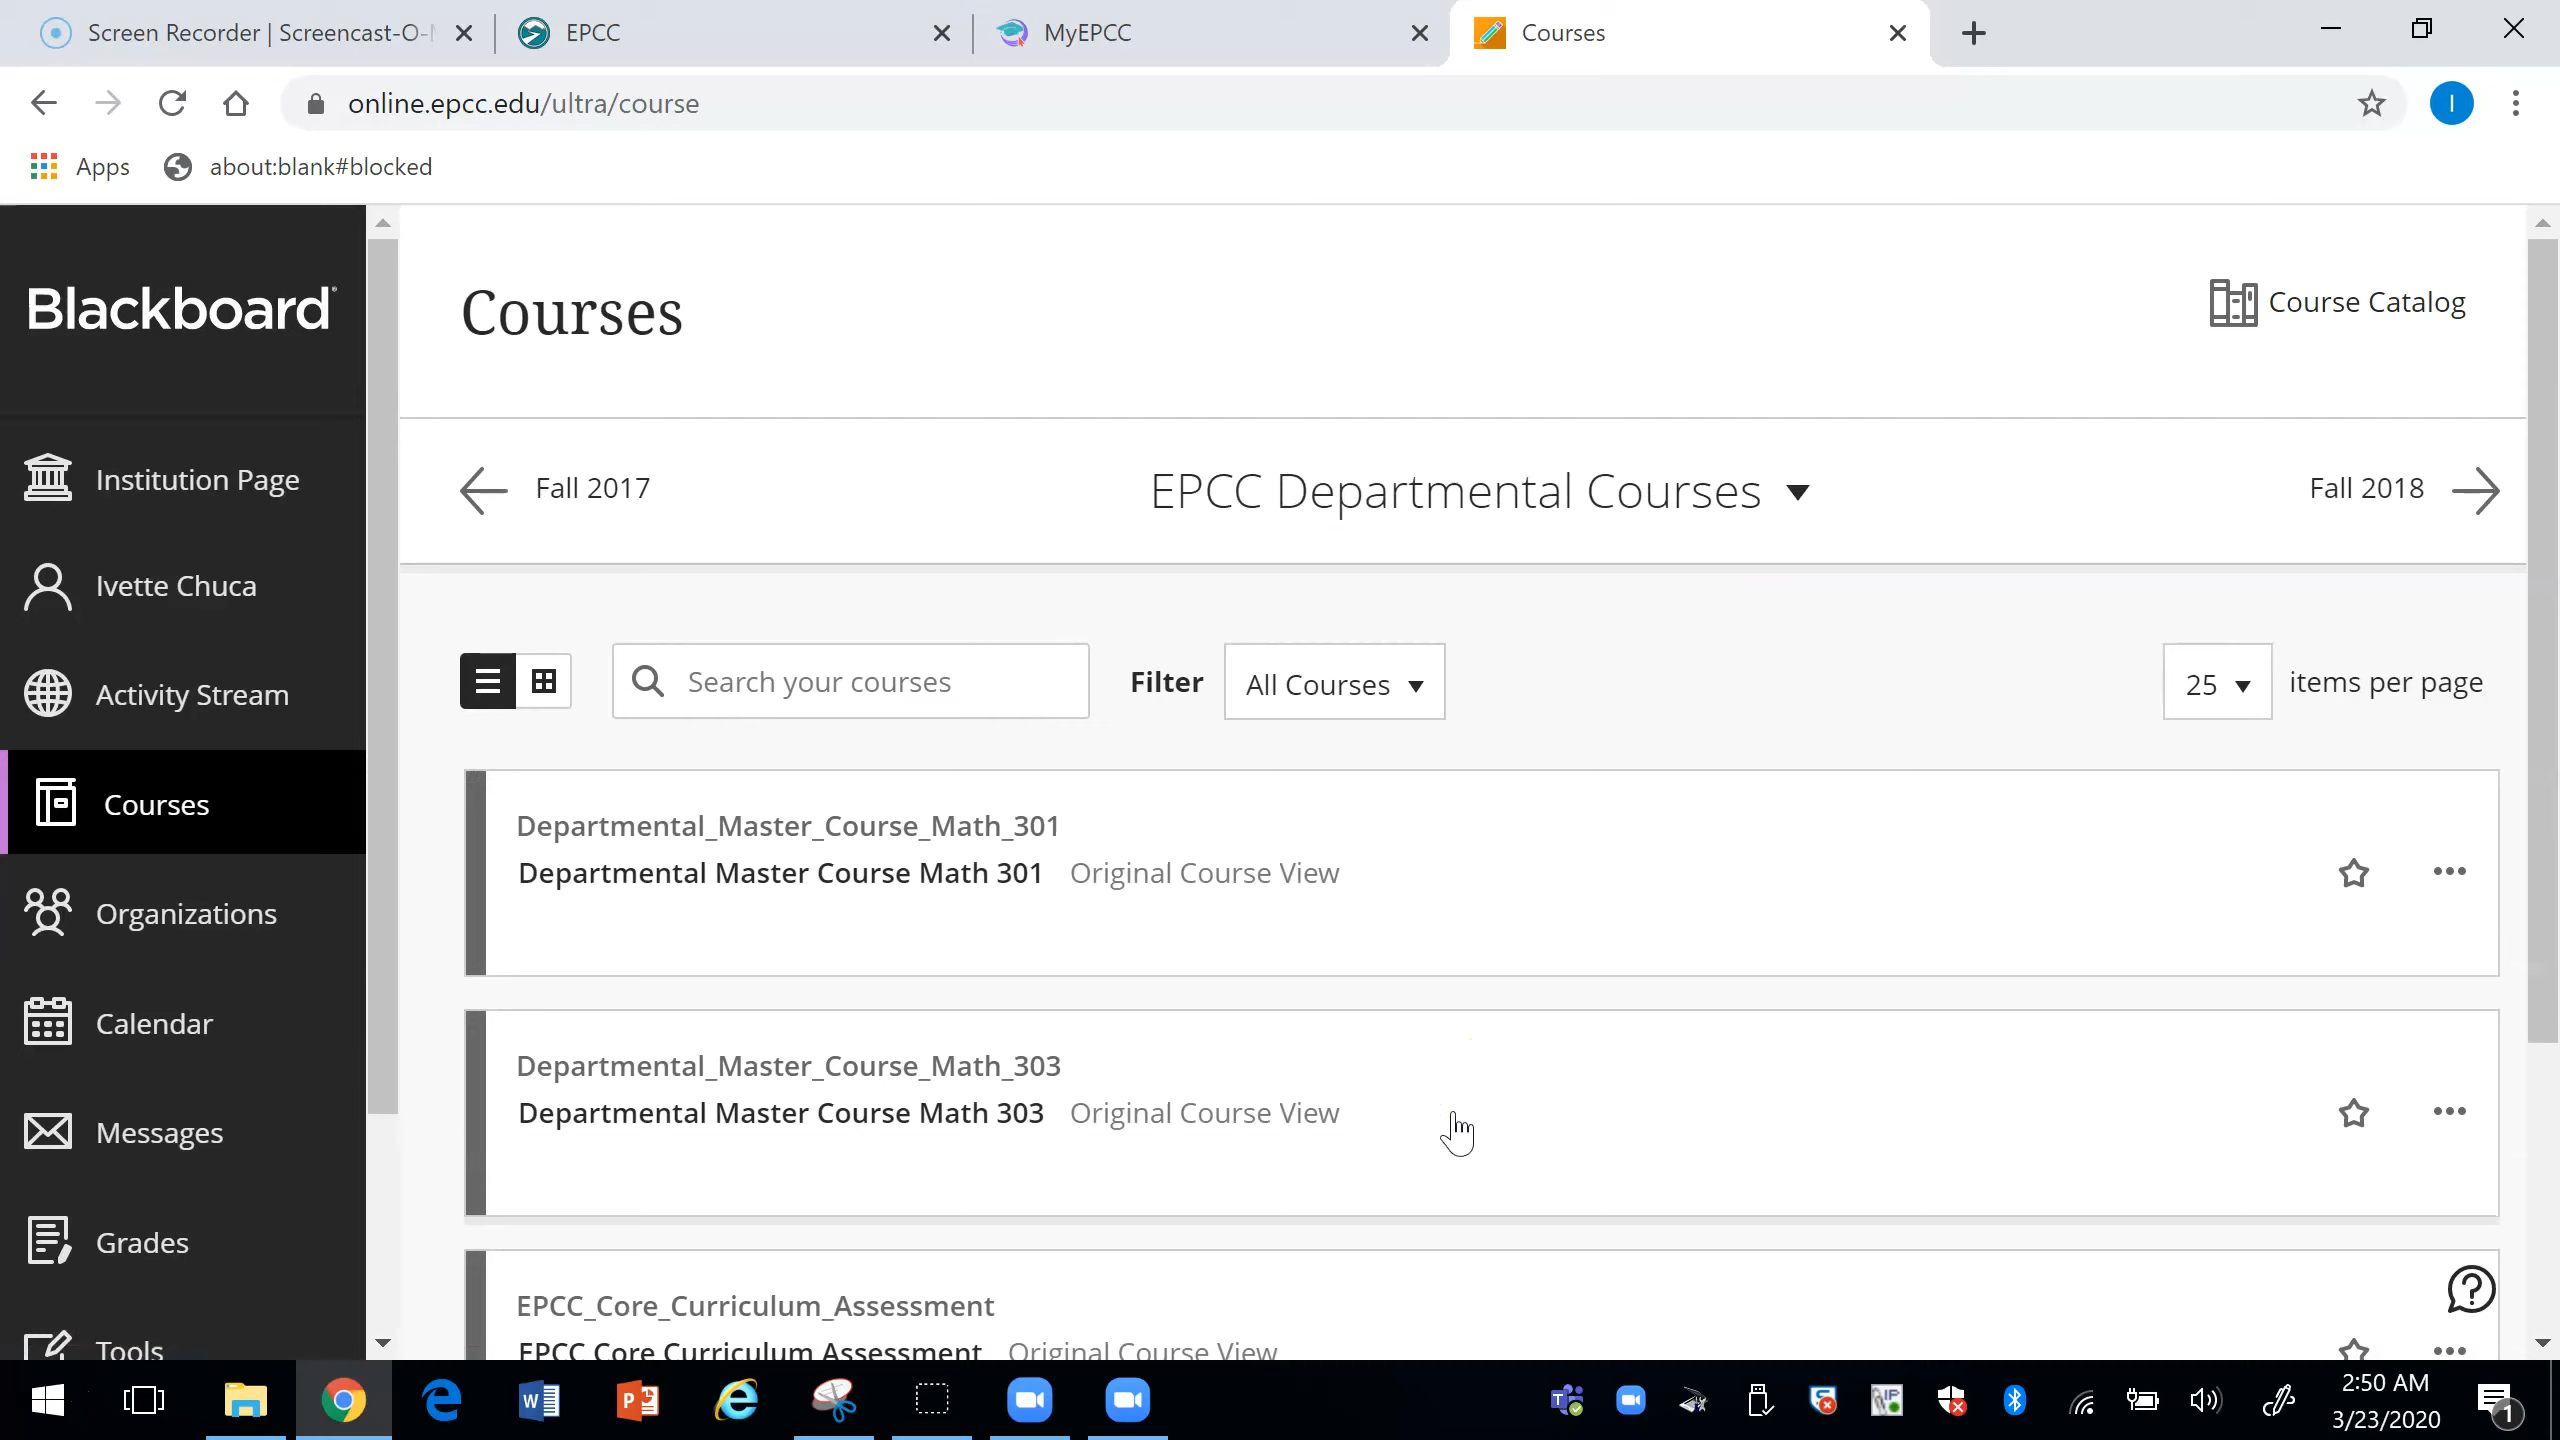 Screen Recorder | Screencast-O-
EPCC
MyEPCC
Courses
online.epcc.edu/ultra/course
I
Apps
about:blank#blocked
Blackboard
Institution Page
Ivette Chuca
Activity Stream
Courses
Organizations
Calendar
Messages
Grades
Tools
Courses
Course Catalog
Fall 2017
EPCC Departmental Courses
Fall 2018
Search your courses
Filter
All Courses
25
items per page
Departmental_Master_Course_Math_301
Departmental Master Course Math 301 Original Course View
Departmental_Master_Course_Math_303
Departmental Master Course Math 303 Original Course View
EPCC_Core_Curriculum_Assessment
EPCC Core Curriculum Assessment Original Course View
2:50 AM
3/23/2020
1